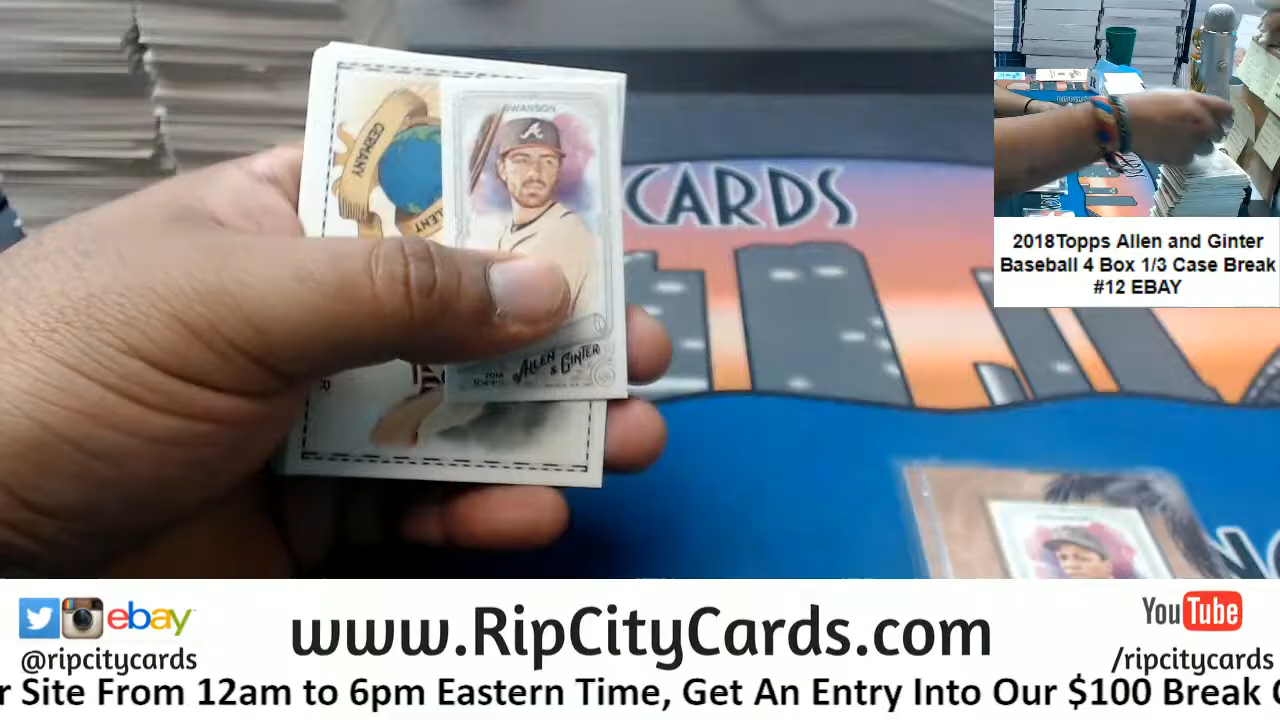 SWANSON
A
GERMANY
2018
TOPPS
ALLEN
& GINTER
CARDS
2018Topps Allen and Ginter
Baseball 4 Box 1/3 Case Break
#12 EBAY
ebay
@ripcitycards
www.RipCityCards.com
YouTube
/ripcitycards
r Site From 12am to 6pm Eastern Time, Get An Entry Into Our $100 Break